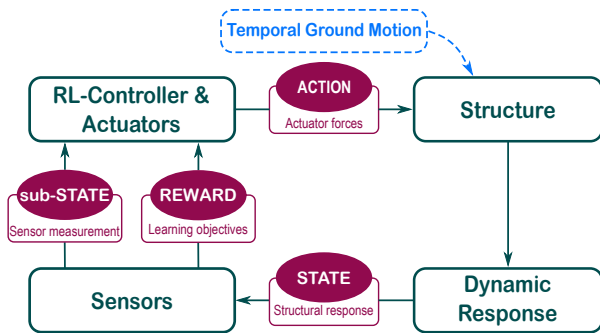 Temporal Ground Motion
RL-Controller &
Actuators
ACTION
Actuator forces
Structure
sub-STATE
Sensor measurement
REWARD
Learning objectives
Sensors
STATE
Structural response
Dynamic
Response